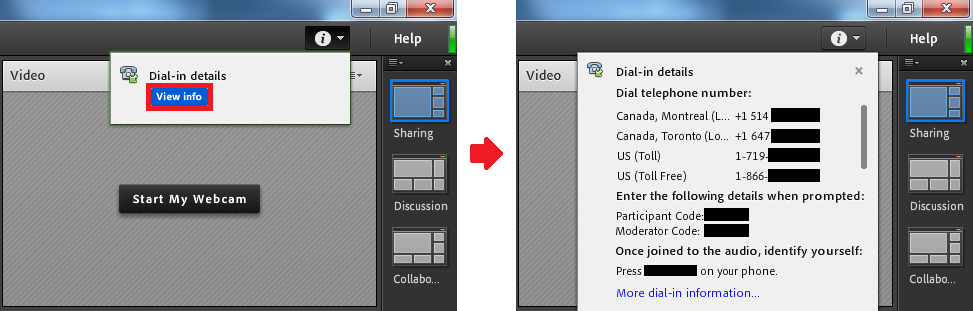 Help
Video
Dial-in details
View info
Start My Webcam
Sharing
Discussion
Collabo...
Help
Video
Dial-in details
Dial telephone number:
Canada, Montreal (L... +1 514
Canada, Toronto (Lo... +1 647
US (Toll) 1-719-
US (Toll Free) 1-866-
Enter the following details when prompted:
Participant Code:
Moderator Code:
Once joined to the audio, identify yourself:
Press on your phone.
More dial-in information...
Sharing
Discussion
Collabo...